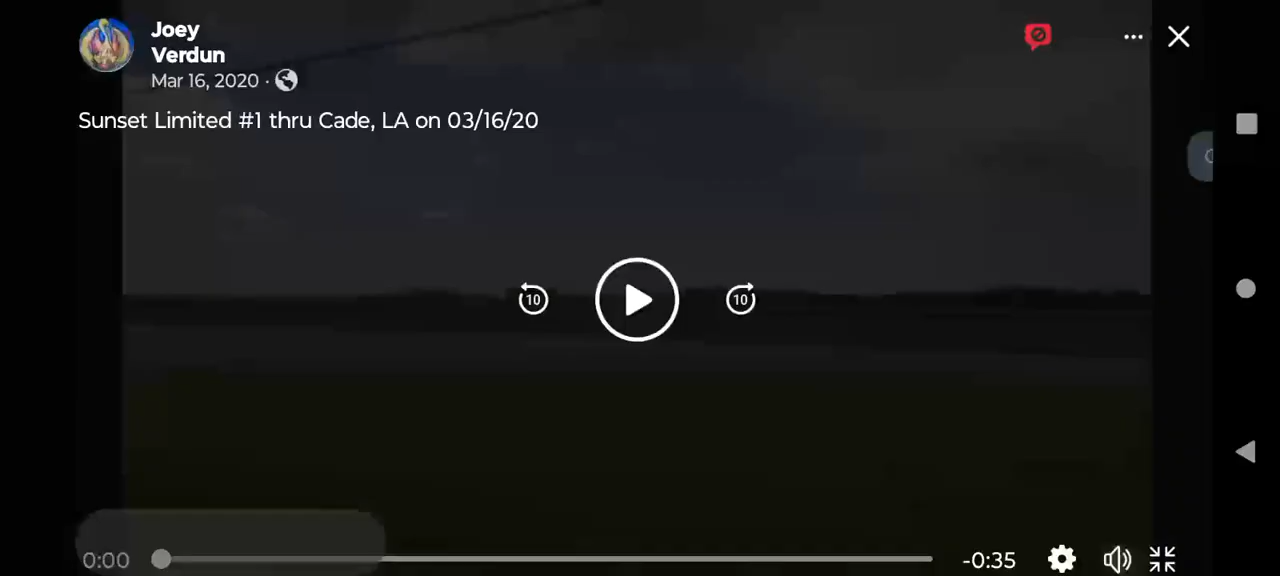 Joey
Verdun
Mar 16, 2020 ·
Sunset Limited #1 thru Cade, LA on 03/16/20
10
10
0:00
-0:35